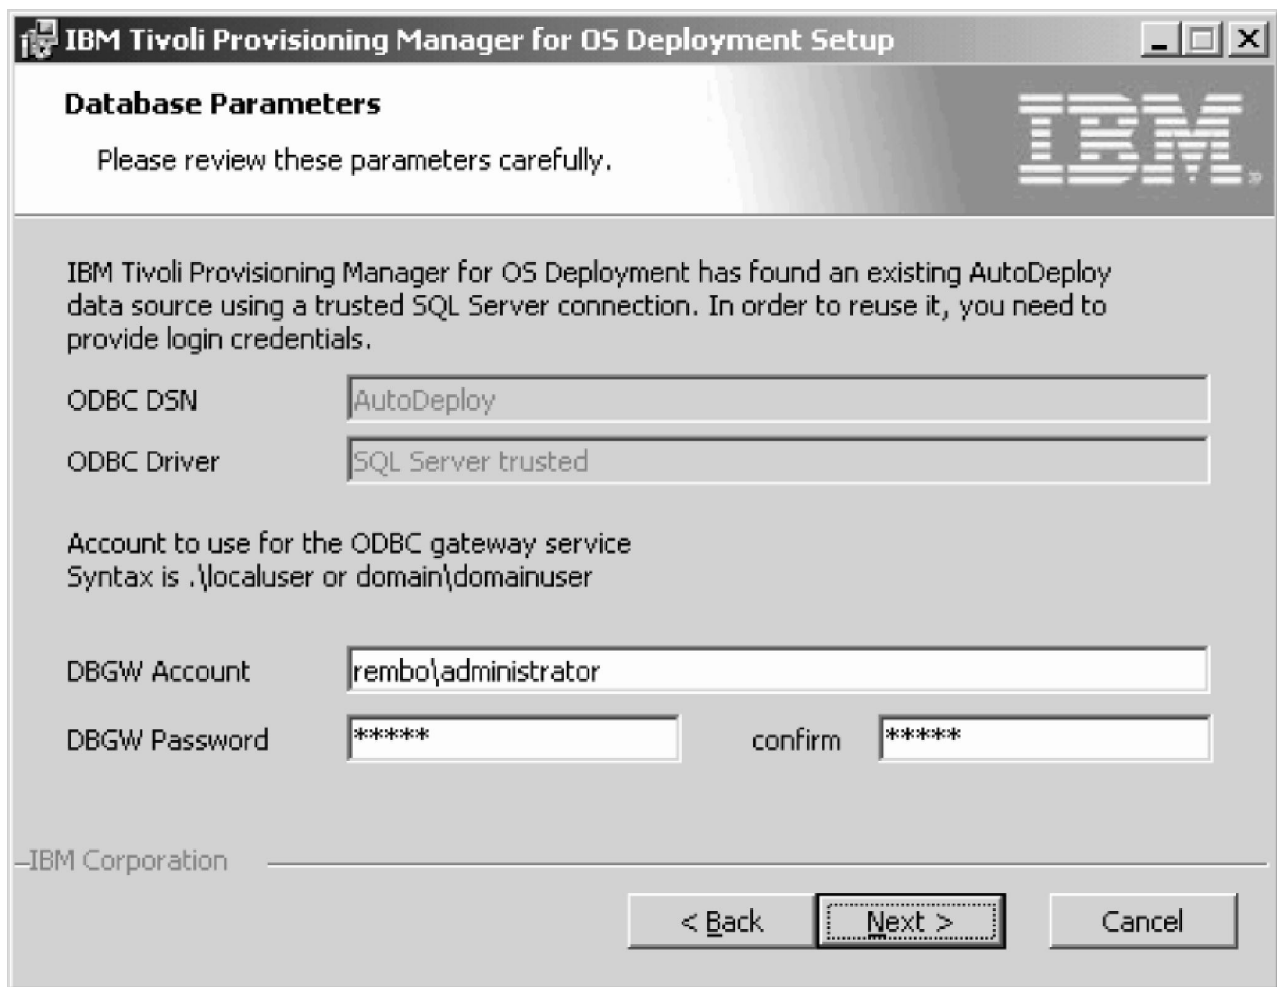 IBM Tivoli Provisioning Manager for OS Deployment Setup
Database Parameters
Please review these parameters carefully.
IBM®
IBM Tivoli Provisioning Manager for OS Deployment has found an existing AutoDeploy
data source using a trusted SQL Server connection. In order to reuse it, you need to
provide login credentials.
ODBC DSN AutoDeploy
ODBC Driver SQL Server trusted
Account to use for the ODBC gateway service
Syntax is .\localuser or domain\domainuser
DBGW Account rembo\administrator
DBGW Password ***** confirm *****
IBM Corporation
< Back Next > Cancel